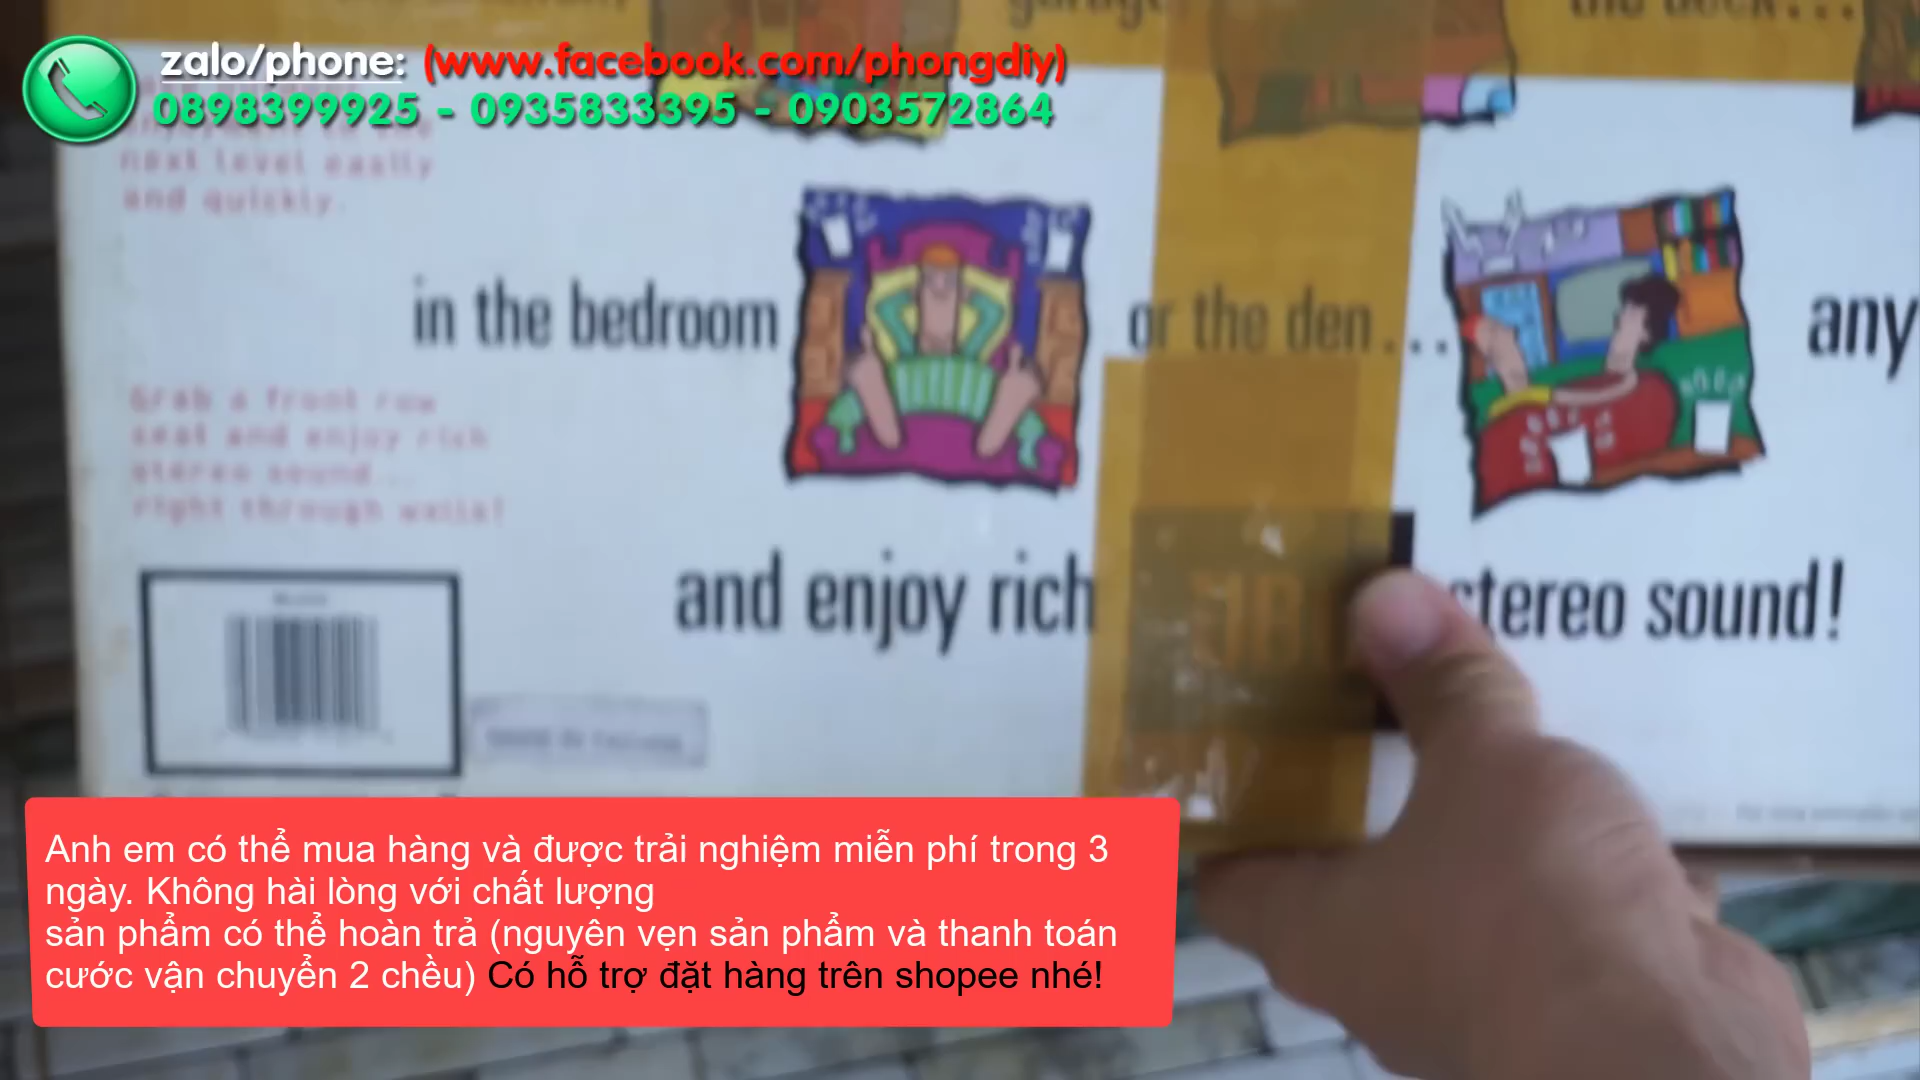 the deck...
zalo/phone: (www.facebook.com/phongdiy)
0898399925 - 0935833395 - 0903572864
next level easily
and quickly.
in the bedroom or the den... any
Grab a front row
seat and enjoy rich
stereo sound...
right through walls!
and enjoy rich stereo sound!
Anh em có thể mua hàng và được trải nghiệm miễn phí trong 3
ngày. Không hài lòng với chất lượng
sản phẩm có thể hoàn trả (nguyên vẹn sản phẩm và thanh toán
cước vận chuyển 2 chều) Có hỗ trợ đặt hàng trên shopee nhé!